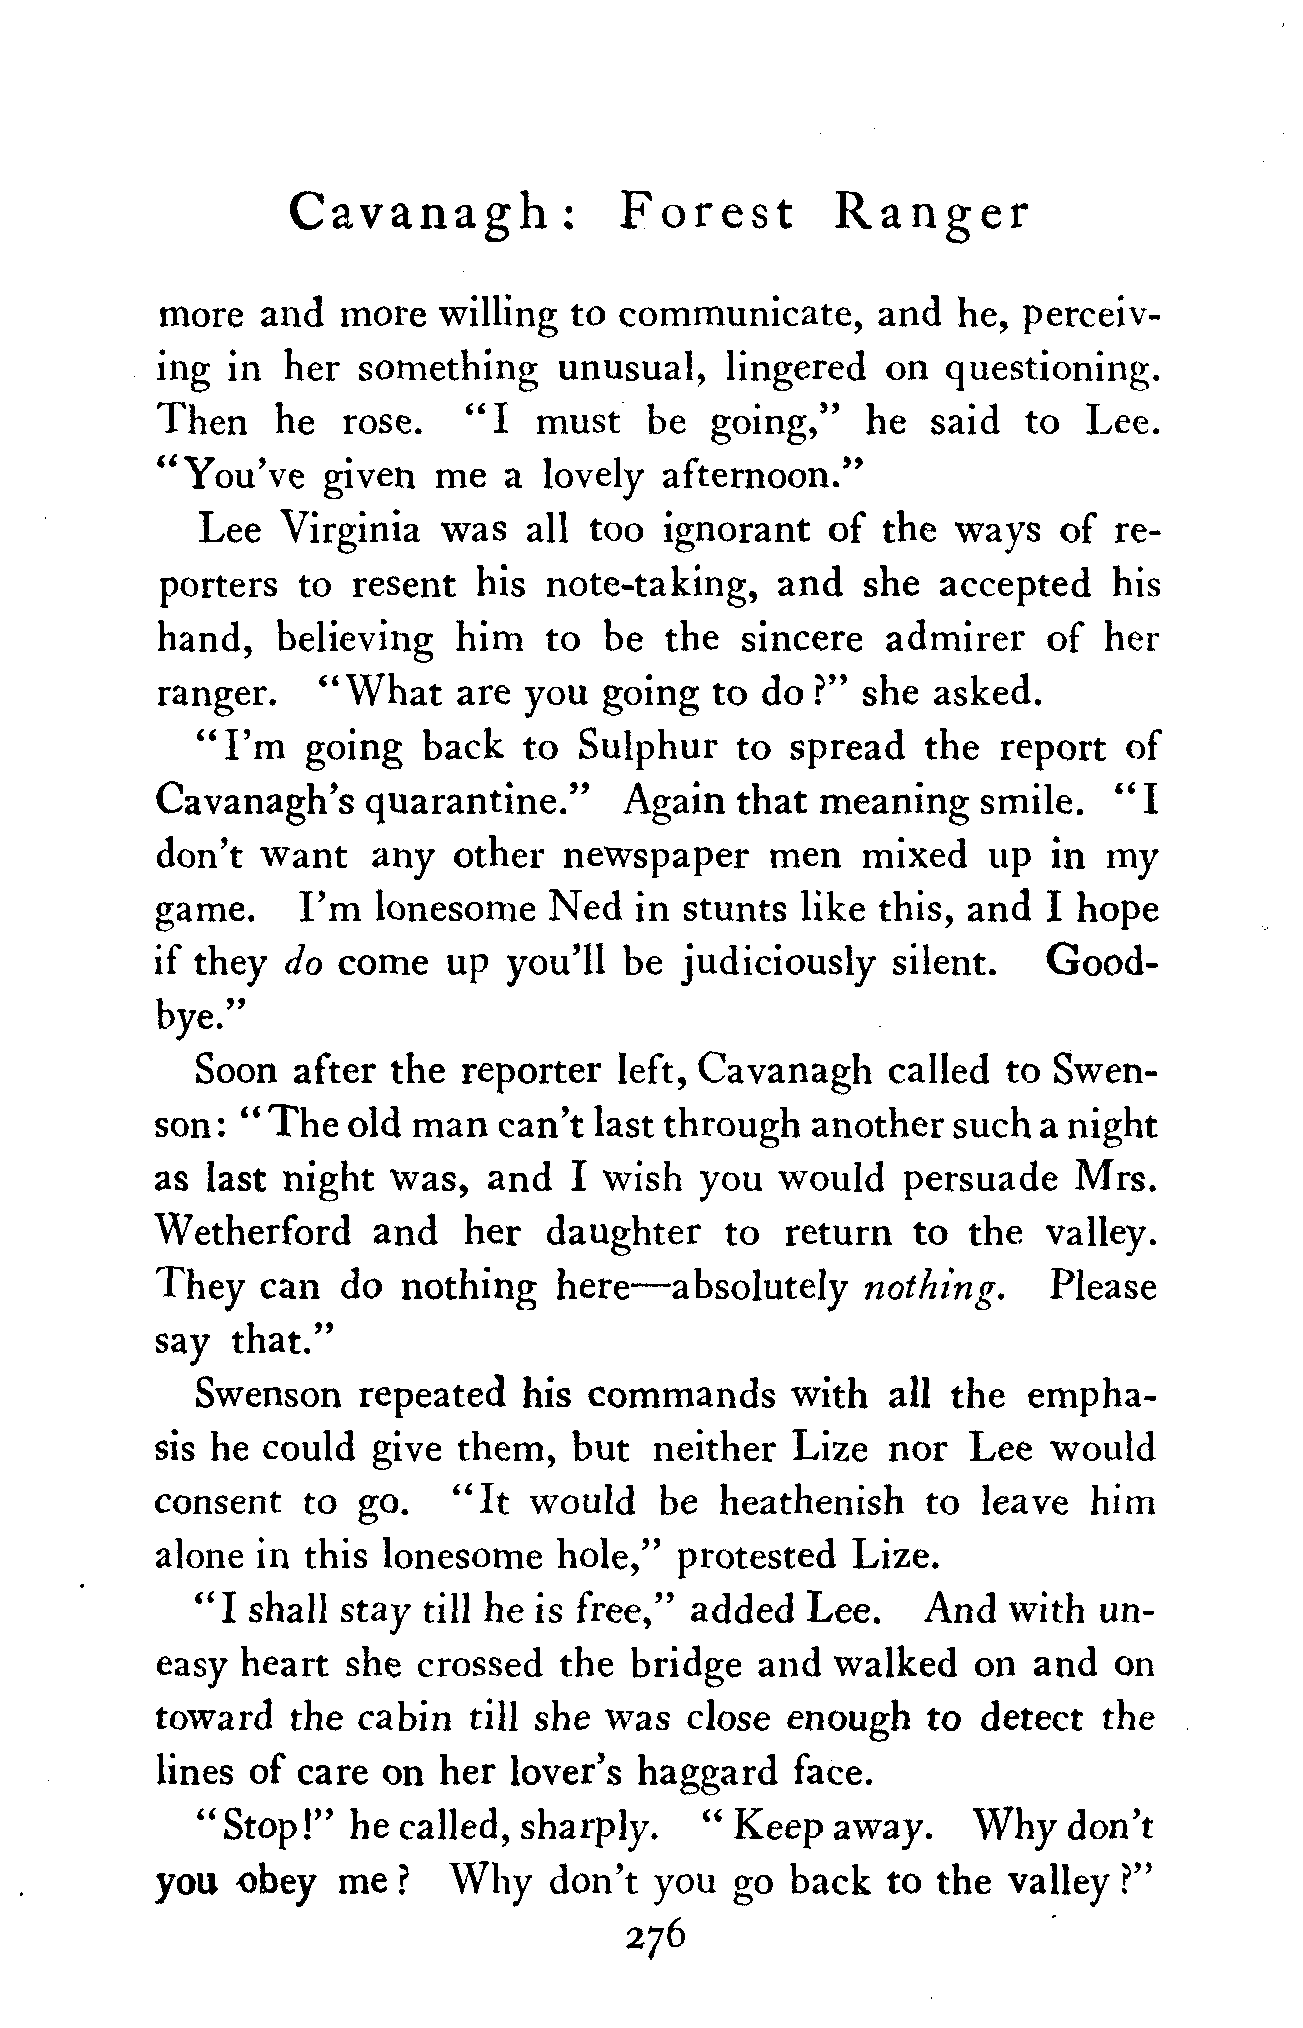 Cavanagh: Forest Ranger
more and more willing to communicate, and he, perceiv-
ing in her something unusual, lingered on questioning.
Then he rose. "I must be going," he said to Lee.
"You've given me a lovely afternoon."
Lee Virginia was all too ignorant of the ways of re-
porters to resent his note-taking, and she accepted his
hand, believing him to be the sincere admirer of her
ranger. "What are you going to do?" she asked.
"I'm going back to Sulphur to spread the report of
Cavanagh's quarantine." Again that meaning smile. "I
don't want any other newspaper men mixed up in my
game. I'm lonesome Ned in stunts like this, and I hope
if they do come up you'll be judiciously silent. Good-
bye."
Soon after the reporter left, Cavanagh called to Swen-
son: "The old man can't last through another such a night
as last night was, and I wish you would persuade Mrs.
Wetherford and her daughter to return to the valley.
They can do nothing here—absolutely nothing. Please
say that."
Swenson repeated his commands with all the empha-
sis he could give them, but neither Lize nor Lee would
consent to go. "It would be heathenish to leave him
alone in this lonesome hole," protested Lize.
"I shall stay till he is free," added Lee. And with un-
easy heart she crossed the bridge and walked on and on
toward the cabin till she was close enough to detect the
lines of care on her lover's haggard face.
"Stop!" he called, sharply. "Keep away. Why don't
you obey me? Why don't you go back to the valley?"
276